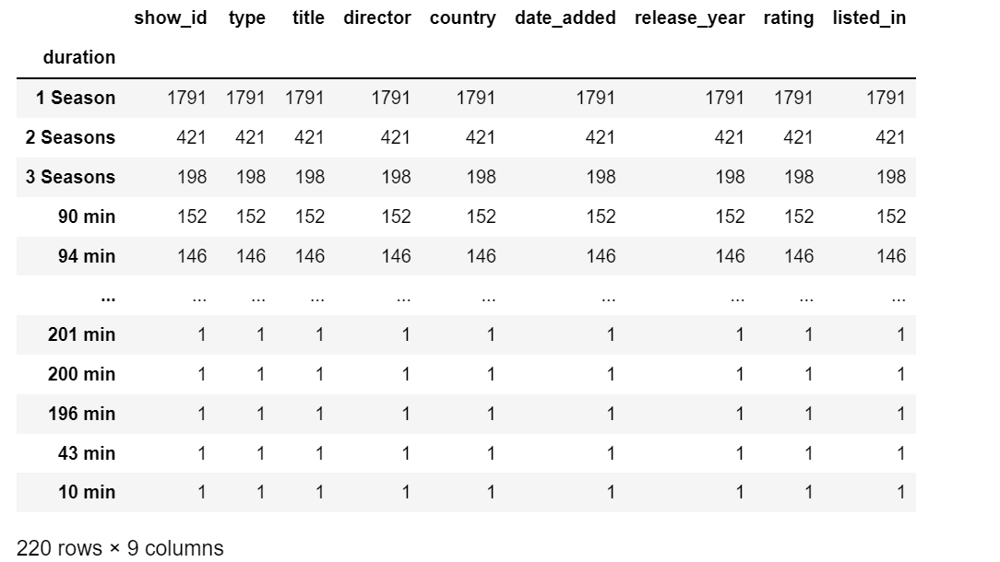 show_id type title director country date_added release_year rating listed_in
duration
1 Season 1791 1791 1791 1791 1791 1791 1791 1791 1791
2 Seasons 421 421 421 421 421 421 421 421 421
3 Seasons 198 198 198 198 198 198 198 198 198
90 min 152 152 152 152 152 152 152 152 152
94 min 146 146 146 146 146 146 146 146 146
... ... ... ... ... ... ... ... ... ...
201 min 1 1 1 1 1 1 1 1 1
200 min 1 1 1 1 1 1 1 1 1
196 min 1 1 1 1 1 1 1 1 1
43 min 1 1 1 1 1 1 1 1 1
10 min 1 1 1 1 1 1 1 1 1
220 rows × 9 columns